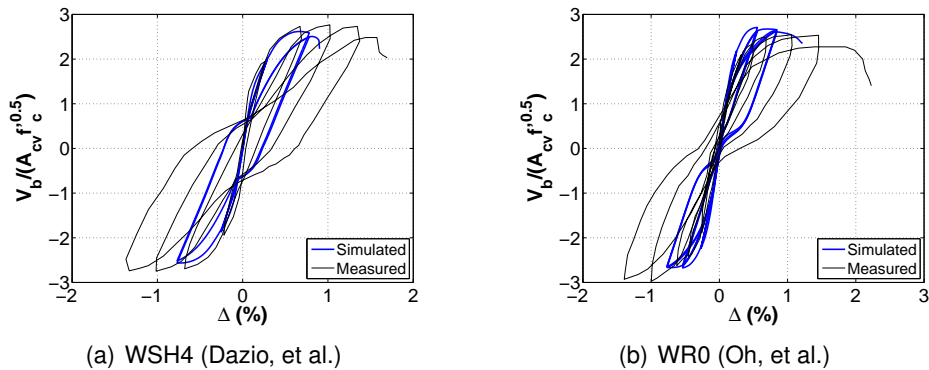 3
2
1
0
−1
−2
−3
−2 −1 0 1 2
V_b/(A_cv f'_c^0.5)
Δ (%)
Simulated
Measured
(a) WSH4 (Dazio, et al.)
3
2
1
0
−1
−2
−3
−2 −1 0 1 2 3
V_b/(A_cv f'_c^0.5)
Δ (%)
Simulated
Measured
(b) WR0 (Oh, et al.)